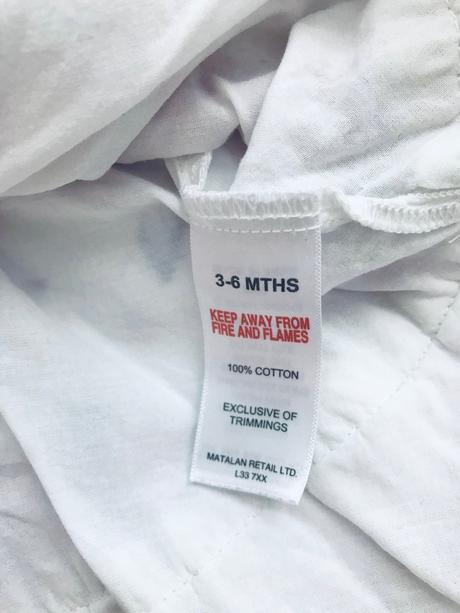 3-6 MTHS
KEEP AWAY FROM
FIRE AND FLAMES
100% COTTON
EXCLUSIVE OF
TRIMMINGS
MATALAN RETAIL LTD.
L33 7XX